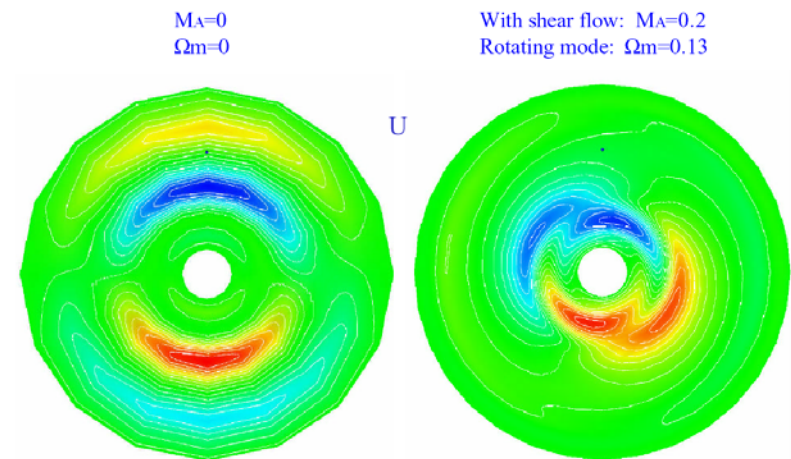 MA=0
Ωm=0
With shear flow: MA=0.2
Rotating mode: Ωm=0.13
U